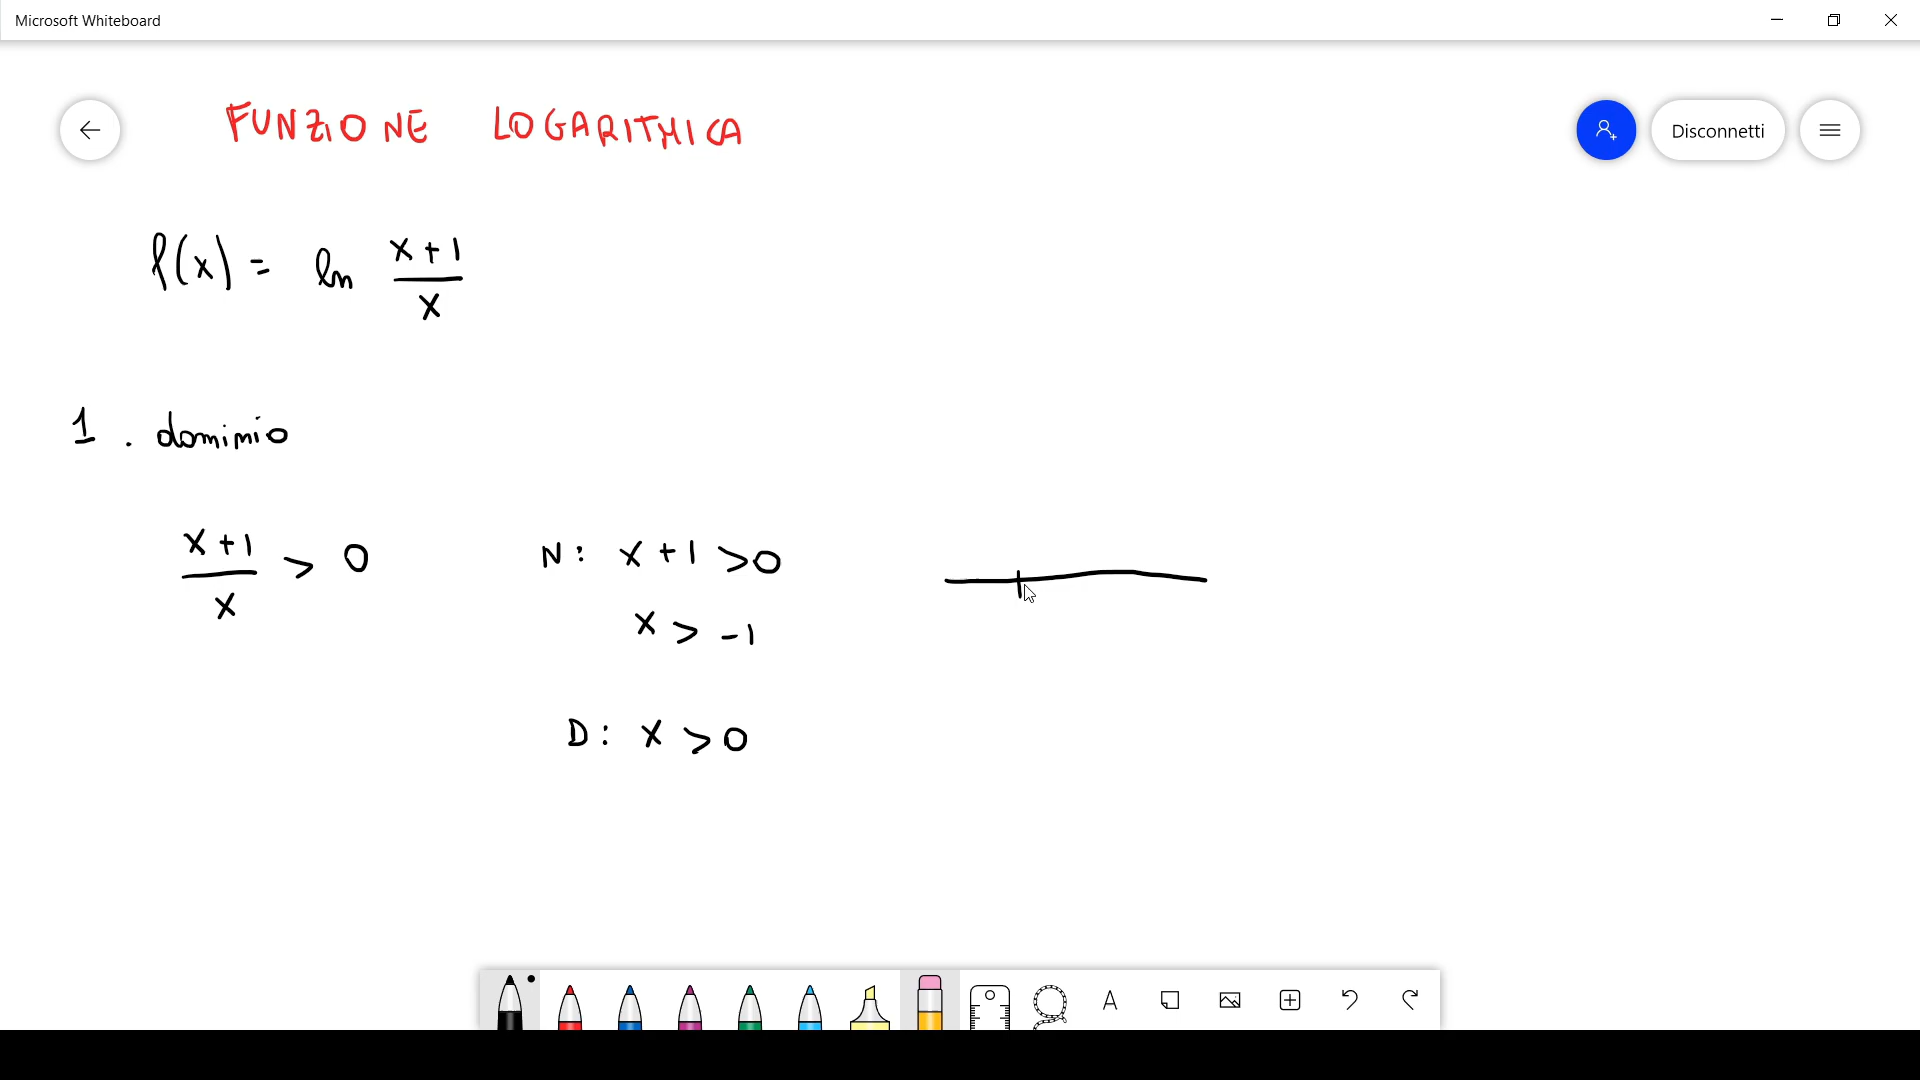 Microsoft Whiteboard
FUNZIONE LOGARITMICA
Disconnetti
f(x) = ln (x+1)/x
1 . dominio
(x+1)/x > 0
N: x+1 >0
x > -1
D: x >0